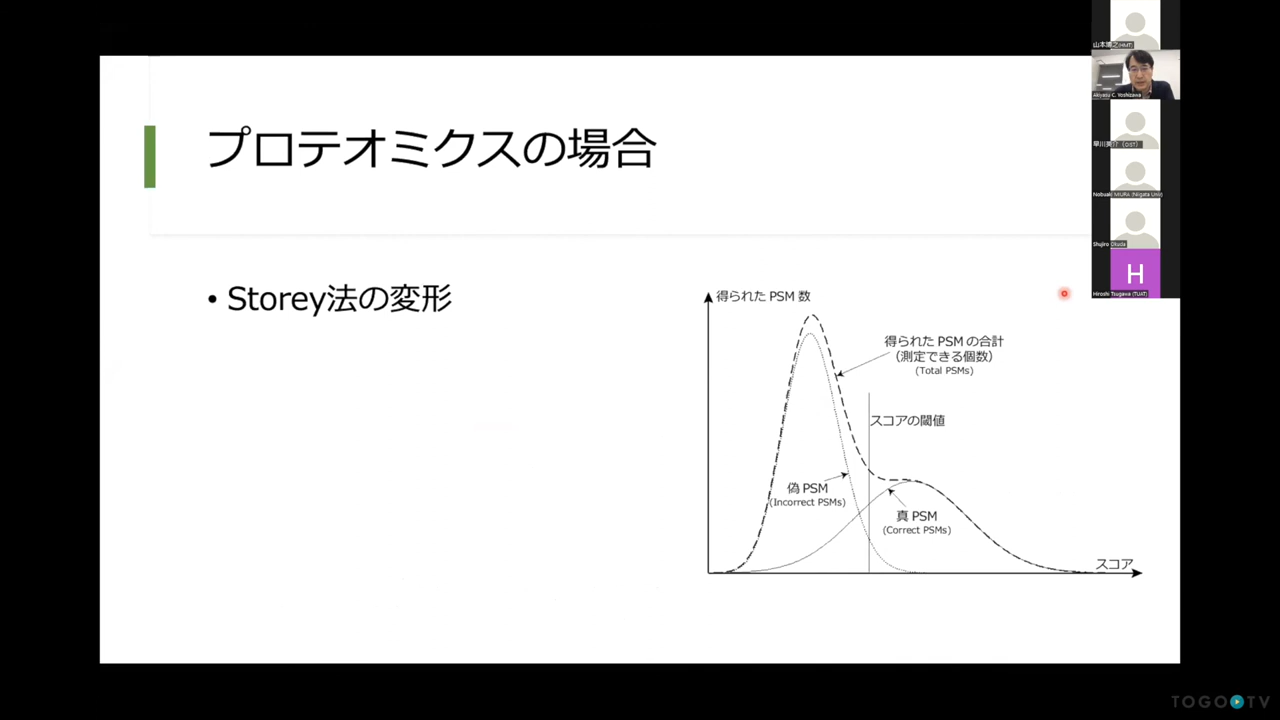 プロテオミクスの場合
• Storey法の変形
得られた PSM 数
得られた PSM の合計
(測定できる個数)
(Total PSMs)
スコアの閾値
偽 PSM
(Incorrect PSMs)
真 PSM
(Correct PSMs)
スコア
Akiyasu C. Yoshizawa
Nobuaki MIURA (Niigata Univ)
Shujiro Okuda
H
Hiroshi Tsugawa (TUAT)
TOGO TV